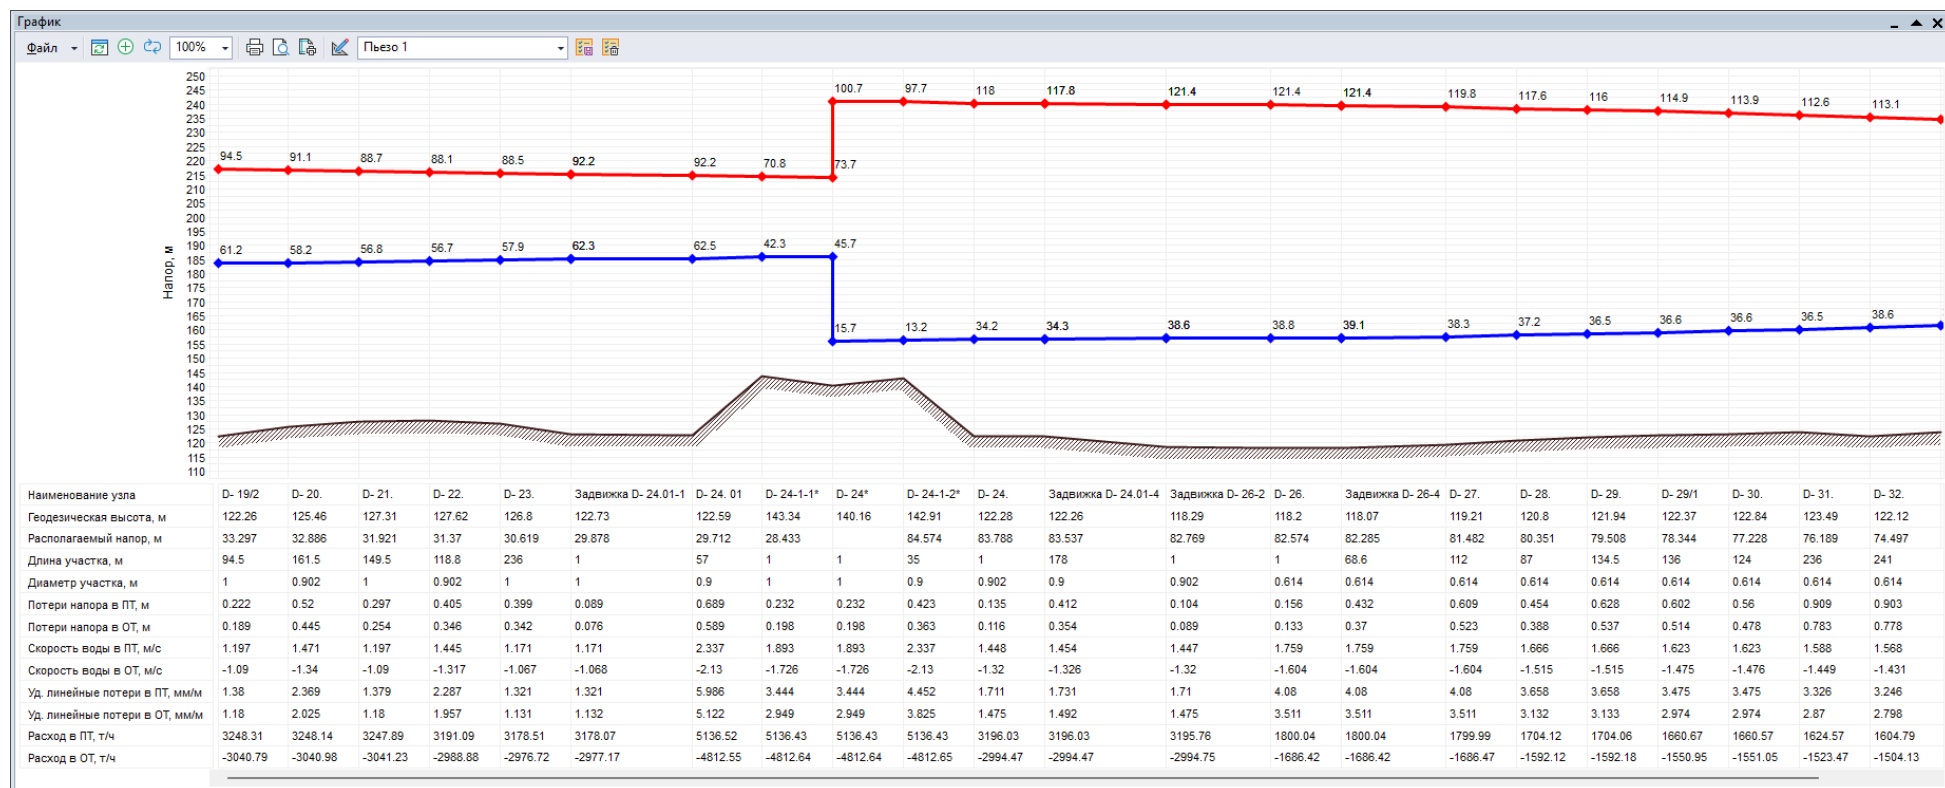 График
Файл 100% Пьезо 1
Напор, м
250
245
240
235
230
225
220
215
210
205
200
195
190
185
180
175
170
165
160
155
150
145
140
135
130
125
120
115
110
94.5 91.1 88.7 88.1 88.5 92.2 92.2 70.8 73.7 100.7 97.7 118 117.8 121.4 121.4 121.4 119.8 117.6 116 114.9 113.9 112.6 113.1
61.2 58.2 56.8 56.7 57.9 62.3 62.5 42.3 45.7 15.7 13.2 34.2 34.3 38.6 38.8 39.1 38.3 37.2 36.5 36.6 36.6 36.5 38.6
Наименование узла D- 19/2 D- 20. D- 21. D- 22. D- 23. Задвижка D- 24.01-1 D- 24. 01 D- 24-1-1* D- 24* D- 24-1-2* D- 24. Задвижка D- 24.01-4 Задвижка D- 26-2 D- 26. Задвижка D- 26-4 D- 27. D- 28. D- 29. D- 29/1 D- 30. D- 31. D- 32.
Геодезическая высота, м 122.26 125.46 127.31 127.62 126.8 122.73 122.59 143.34 140.16 142.91 122.28 122.26 118.29 118.2 118.07 119.21 120.8 121.94 122.37 122.84 123.49 122.12
Располагаемый напор, м 33.297 32.886 31.921 31.37 30.619 29.878 29.712 28.433 84.574 83.788 83.537 82.769 82.574 82.285 81.482 80.351 79.508 78.344 77.228 76.189 74.497
Длина участка, м 94.5 161.5 149.5 118.8 236 1 57 1 1 35 1 178 1 1 68.6 112 87 134.5 136 124 236 241
Диаметр участка, м 1 0.902 1 0.902 1 1 0.9 1 1 0.9 0.902 0.9 0.902 0.614 0.614 0.614 0.614 0.614 0.614 0.614 0.614 0.614
Потери напора в ПТ, м 0.222 0.52 0.297 0.405 0.399 0.089 0.689 0.232 0.232 0.423 0.135 0.412 0.104 0.156 0.432 0.609 0.454 0.628 0.602 0.56 0.909 0.903
Потери напора в ОТ, м 0.189 0.445 0.254 0.346 0.342 0.076 0.589 0.198 0.198 0.363 0.116 0.354 0.089 0.133 0.37 0.523 0.388 0.537 0.514 0.478 0.783 0.778
Скорость воды в ПТ, м/с 1.197 1.471 1.197 1.445 1.171 1.171 2.337 1.893 1.893 2.337 1.448 1.454 1.447 1.759 1.759 1.759 1.666 1.666 1.623 1.623 1.588 1.568
Скорость воды в ОТ, м/с -1.09 -1.34 -1.09 -1.317 -1.067 -1.068 -2.13 -1.726 -1.726 -2.13 -1.32 -1.326 -1.32 -1.604 -1.604 -1.604 -1.515 -1.515 -1.475 -1.476 -1.449 -1.431
Уд. линейные потери в ПТ, мм/м 1.38 2.369 1.379 2.287 1.321 1.321 5.986 3.444 3.444 4.452 1.711 1.731 1.71 4.08 4.08 4.08 3.658 3.658 3.475 3.475 3.326 3.246
Уд. линейные потери в ОТ, мм/м 1.18 2.025 1.18 1.957 1.131 1.132 5.122 2.949 2.949 3.825 1.475 1.492 1.475 3.511 3.511 3.511 3.132 3.133 2.974 2.974 2.87 2.798
Расход в ПТ, т/ч 3248.31 3248.14 3247.89 3191.09 3178.51 3178.07 5136.52 5136.43 5136.43 5136.43 3196.03 3196.03 3195.76 1800.04 1800.04 1799.99 1704.12 1704.06 1660.67 1660.57 1624.57 1604.79
Расход в ОТ, т/ч -3040.79 -3040.98 -3041.23 -2988.88 -2976.72 -2977.17 -4812.55 -4812.64 -4812.64 -4812.65 -2994.47 -2994.47 -2994.75 -1686.42 -1686.42 -1686.47 -1592.12 -1592.18 -1550.95 -1551.05 -1523.47 -1504.13